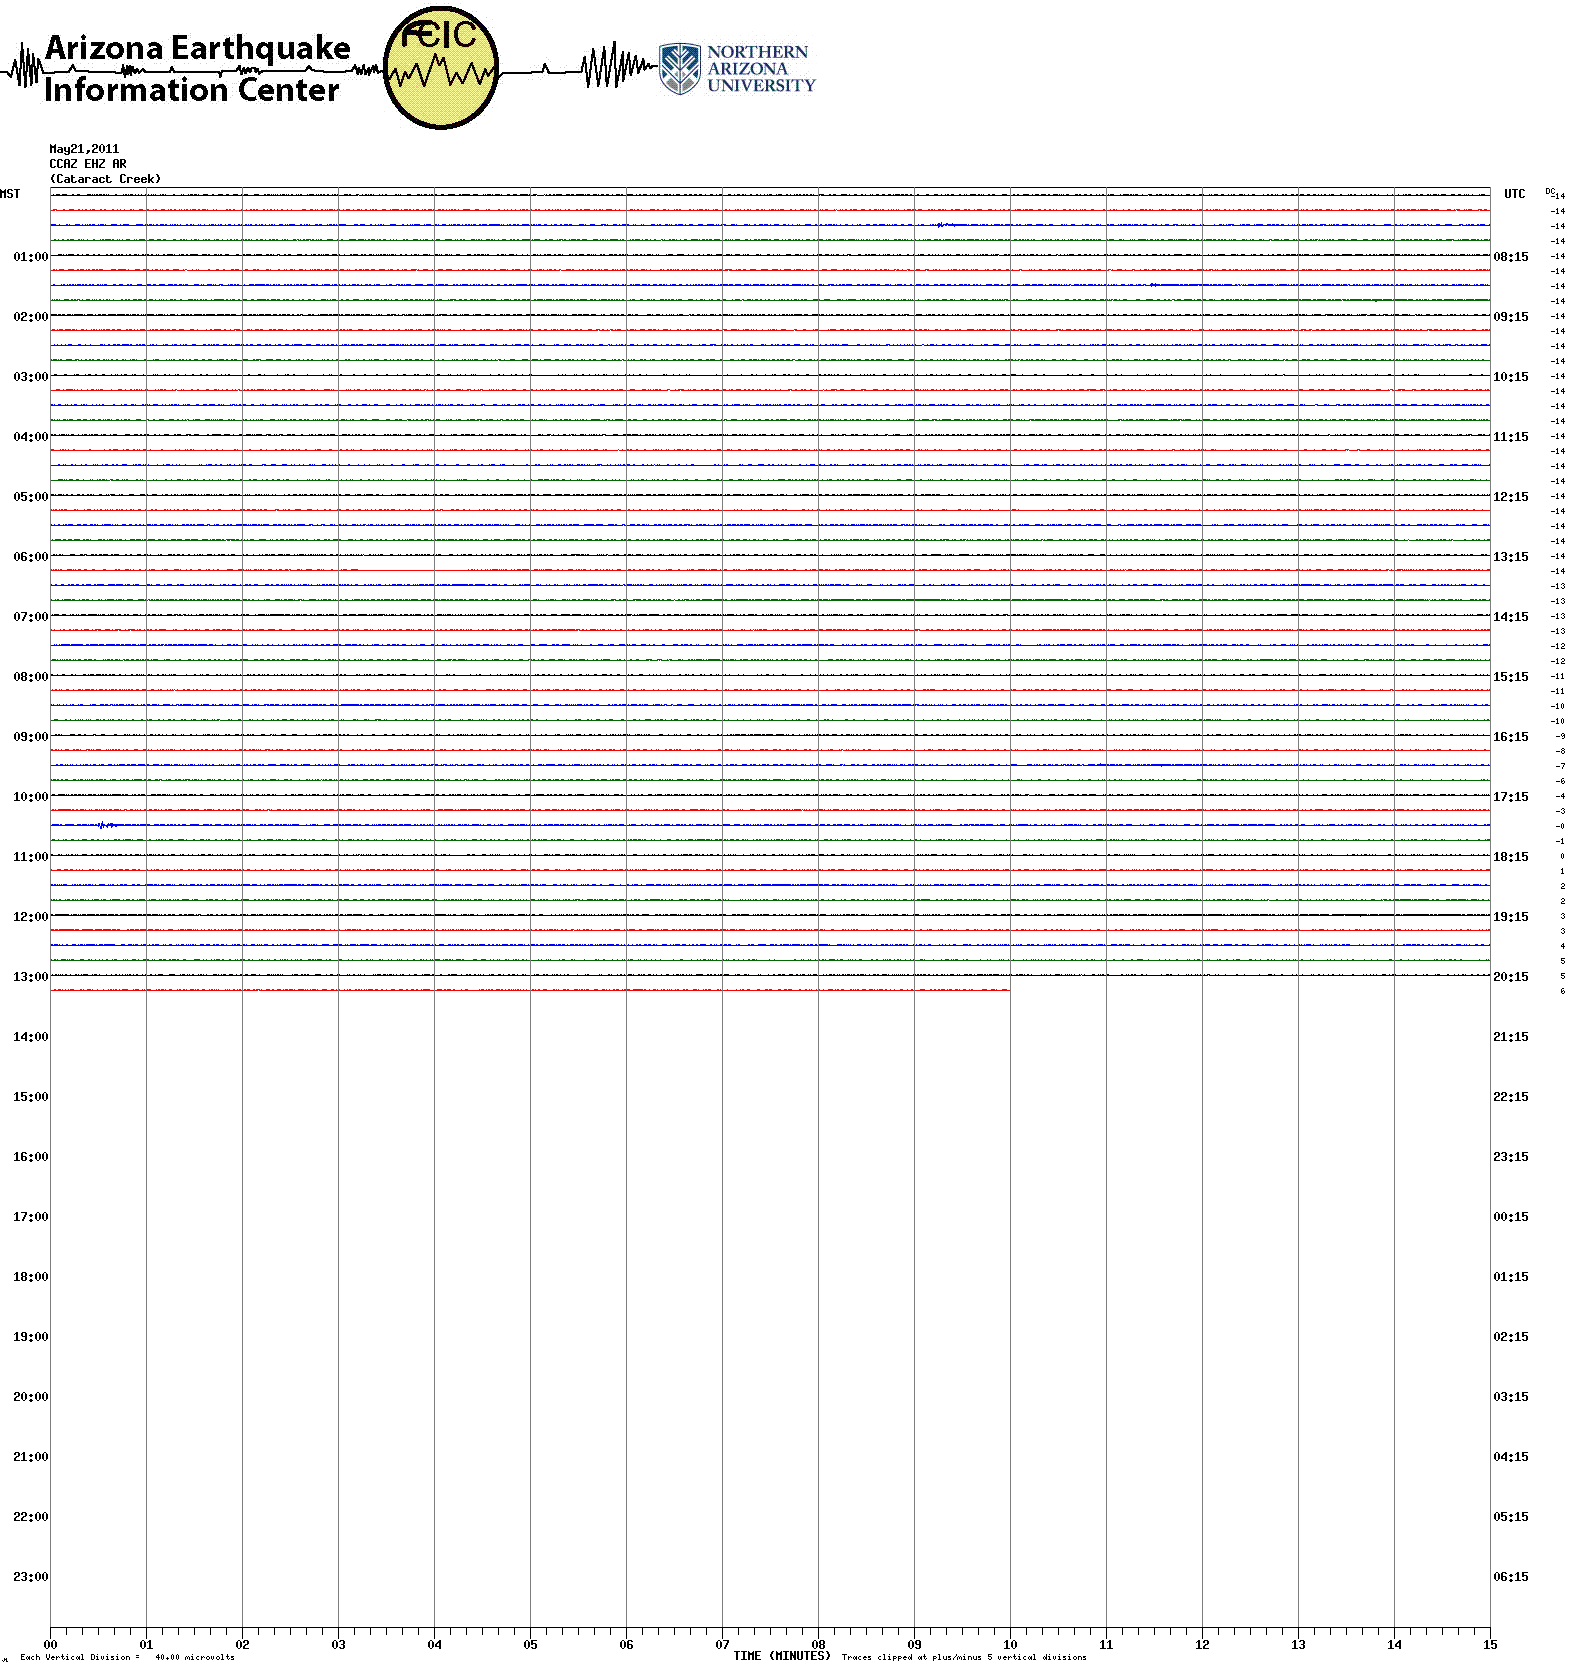 Arizona Earthquake
Information Center
ÆCIC
NORTHERN
ARIZONA
UNIVERSITY
May21,2011
CCAZ EHZ AR
(Cataract Creek)
MST UTC DC -14
-14
-14
-14
01:00 08:15 -14
-14
-14
-14
02:00 09:15 -14
-14
-14
-14
03:00 10:15 -14
-14
-14
-14
04:00 11:15 -14
-14
-14
-14
05:00 12:15 -14
-14
-14
-14
06:00 13:15 -14
-14
-13
-13
07:00 14:15 -13
-13
-12
-12
08:00 15:15 -11
-11
-10
-10
09:00 16:15 -9
-8
-7
-6
10:00 17:15 -4
-3
-0
-1
11:00 18:15 0
1
2
2
12:00 19:15 3
3
4
5
13:00 20:15 5
6
14:00 21:15
15:00 22:15
16:00 23:15
17:00 00:15
18:00 01:15
19:00 02:15
20:00 03:15
21:00 04:15
22:00 05:15
23:00 06:15
00 01 02 03 04 05 06 07 08 09 10 11 12 13 14 15
TIME (MINUTES)
Each Vertical Division = 40.00 microvolts
Traces clipped at plus/minus 5 vertical divisions